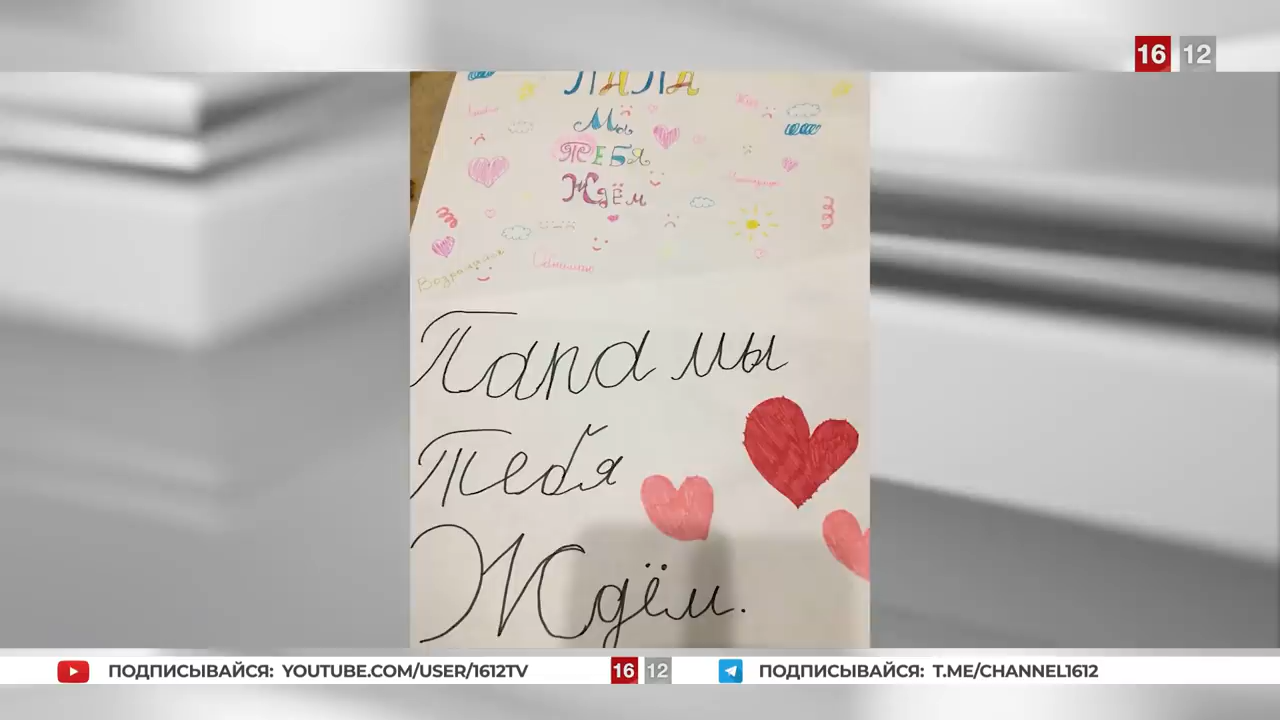 16 12
ПАПА
Мы
ТЕБЯ
Ждём
Папа мы
тебя
Ждём.
ПОДПИСЫВАЙСЯ: YOUTUBE.COM/USER/1612TV 16 12 ПОДПИСЫВАЙСЯ: T.ME/CHANNEL1612